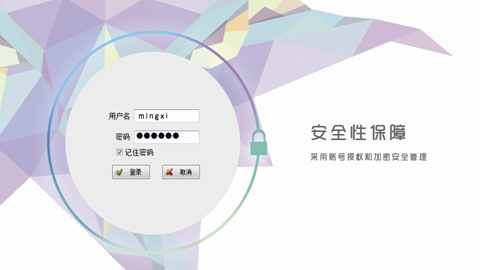 用户名 mingxi
密码 ●●●●●●
记住密码
登录 取消
安全性保障
采用账号授权和加密安全管理